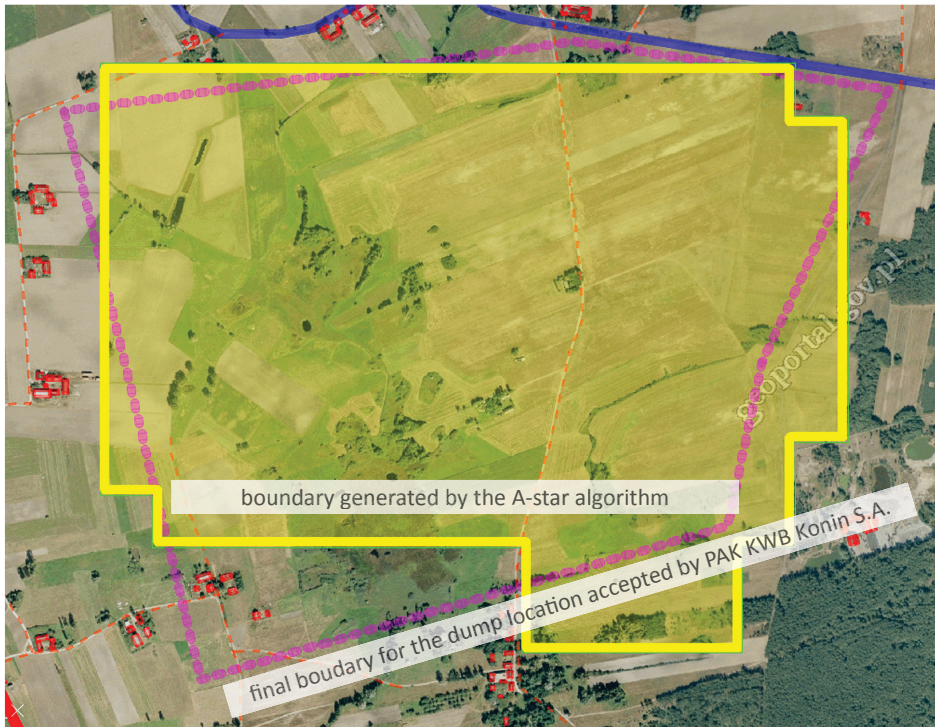 geoportal.gov.pl
boundary generated by the A-star algorithm
final boudary for the dump location accepted by PAK KWB Konin S.A.